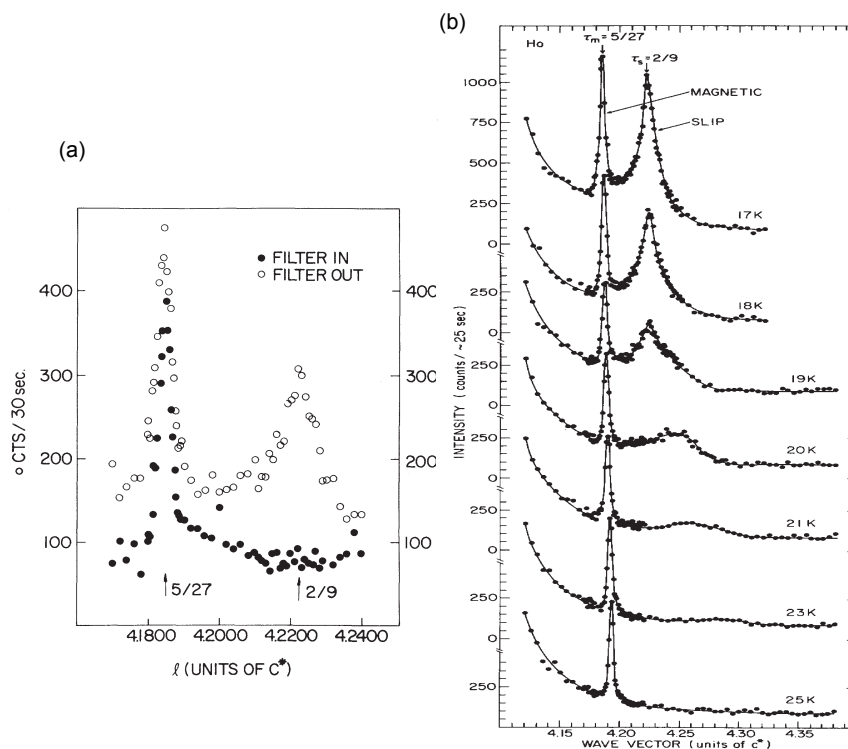 (a)
FILTER IN
FILTER OUT
400
300
200
100
400
300
200
100
° CTS / 30 sec.
5/27
2/9
4.1800
4.2000
4.2200
4.2400
ℓ (UNITS OF C*)
(b)
Ho
τm = 5/27
τs = 2/9
MAGNETIC
SLIP
1000
750
500
250
0
250
0
250
0
250
0
250
0
250
0
250
17K
18K
19K
20K
21K
23K
25K
INTENSITY (counts / ~25 sec)
4.15
4.20
4.25
4.30
4.35
WAVE VECTOR (units of c*)